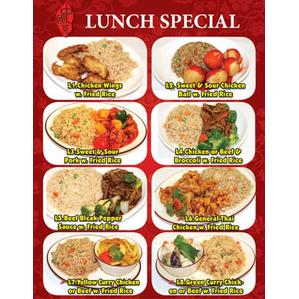 LUNCH SPECIAL
L1.Chicken Wings
w. Fried Rice
L2. Sweet & Sour Chicken
Ball w. Fried Rice
L3.Sweet & Sour
Pork w. Fried Rice
L4.Chicken or Beef &
Broccoli w. Fried Rice
L5.Beef Bleak Pepper
Sauce w. Fried Rice
L6.General Thai
Chicken w. Fried Rice
L7.Yellow Curry Chicken
or Beef w/ Fried Rice
L8.Green Curry Chick-
en or Beef w. Fried Rice